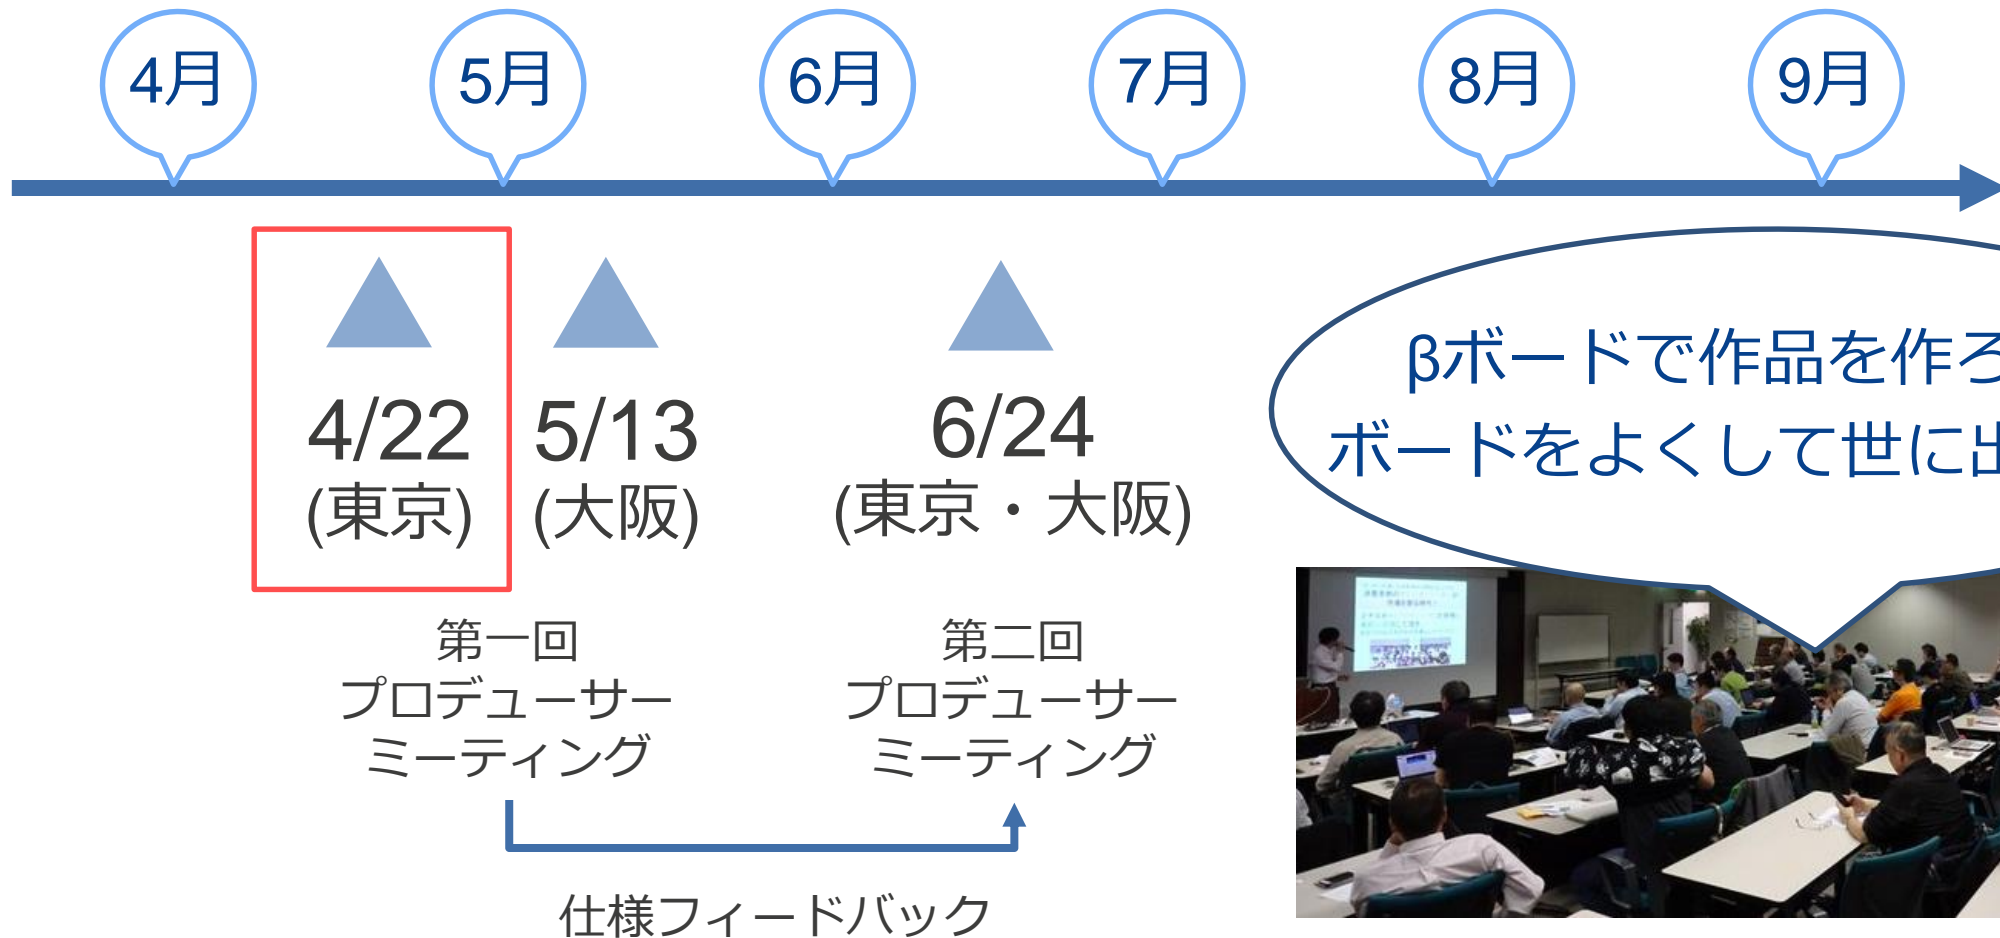 4月
5月
6月
7月
8月
9月
4/22
(東京)
5/13
(大阪)
6/24
(東京・大阪)
βボードで作品を作ろ
ボードをよくして世に出
第一回
プロデューサー
ミーティング
第二回
プロデューサー
ミーティング
仕様フィードバック